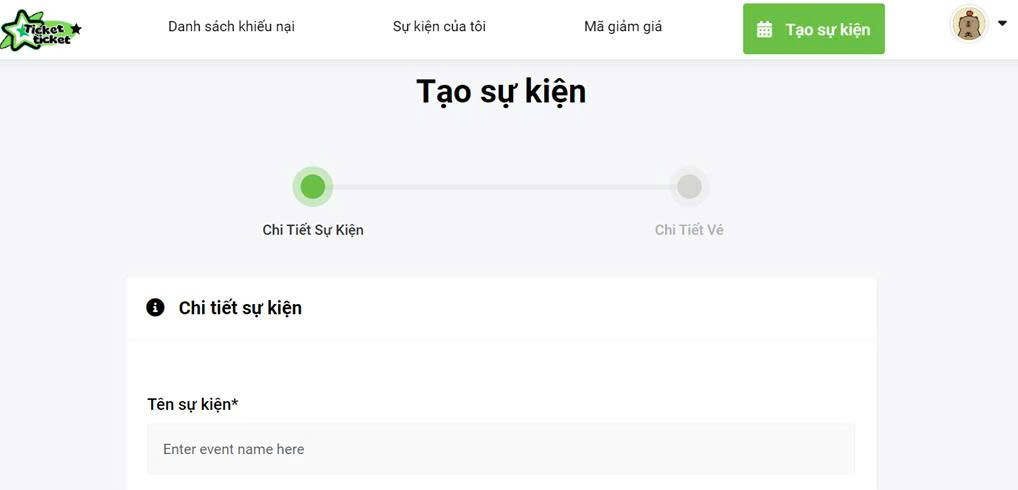 Ticket
ticket
Danh sách khiếu nại
Sự kiện của tôi
Mã giảm giá
Tạo sự kiện
Tạo sự kiện
Chi Tiết Sự Kiện
Chi Tiết Vé
Chi tiết sự kiện
Tên sự kiện*
Enter event name here